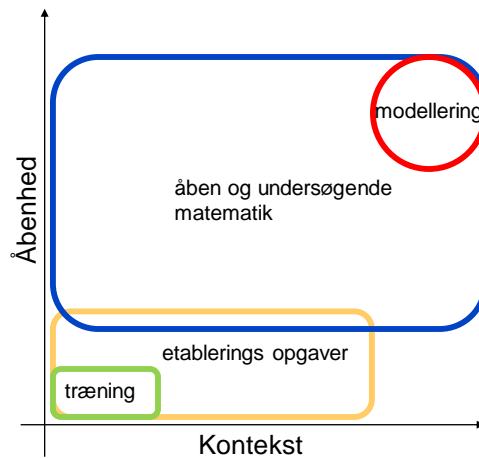 modellering
åben og undersøgende
matematik
etablerings opgaver
træning
Åbenhed
Kontekst